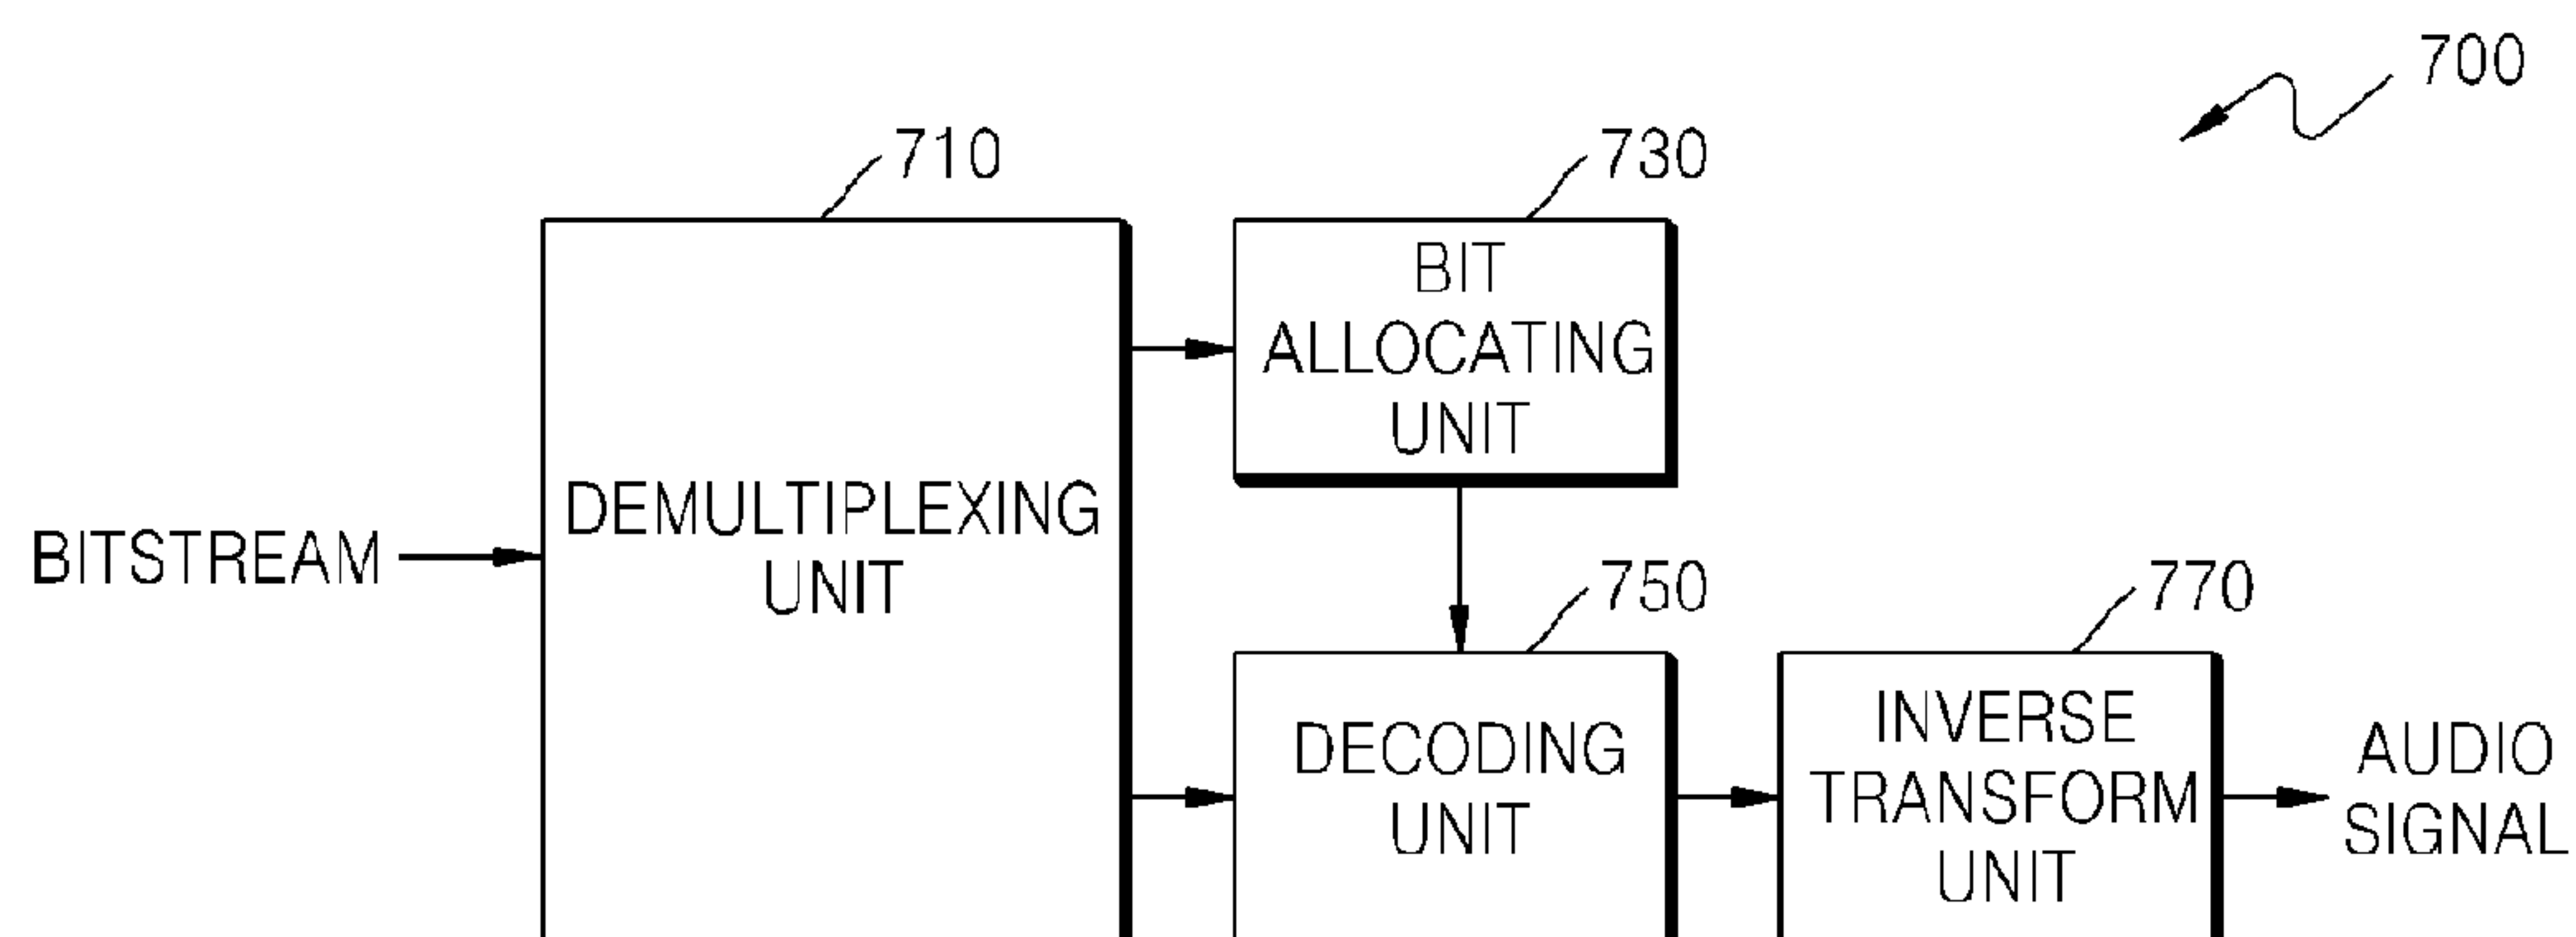 700
710
730
BIT
ALLOCATING
UNIT
BITSTREAM
DEMULTIPLEXING
UNIT
750
770
DECODING
UNIT
INVERSE
TRANSFORM
UNIT
AUDIO
SIGNAL